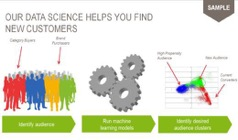 SAMPLE
OUR DATA SCIENCE HELPS YOU FIND
NEW CUSTOMERS
Category Buyers
Brand
Purchasers
High Propensity
Audience
New Audience
Current
Converters
Identify audience
Run machine
learning models
Identify desired
audience clusters